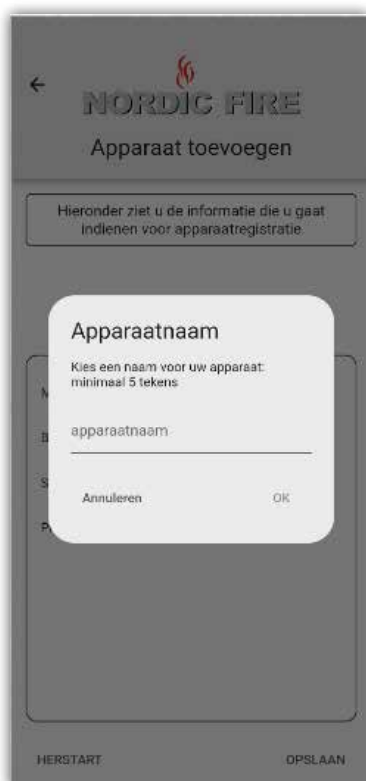 NORDIC FIRE
Apparaat toevoegen
Hieronder ziet u de informatie die u gaat
indienen voor apparaatregistratie
Apparaatnaam
Kies een naam voor uw apparaat:
minimaal 5 tekens
apparaatnaam
Annuleren
OK
HERSTART
OPSLAAN